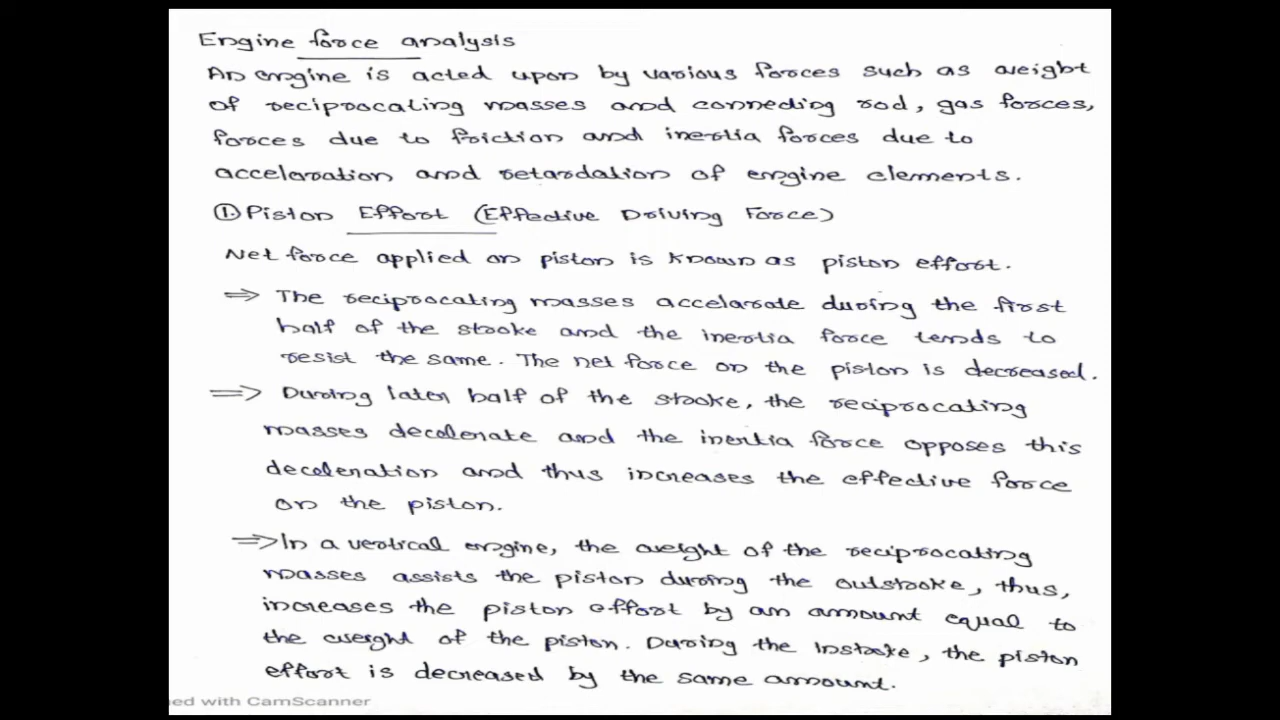 Engine force analysis
An engine is acted upon by various forces such as weight
of reciprocating masses and connecting rod, gas forces,
forces due to friction and inertia forces due to
acceleration and retardation of engine elements.
① Piston Effort (Effective Driving Force)
Net force applied on piston is known as piston effort.
⇒ The reciprocating masses accelarate during the first
half of the stroke and the inertia force tends to
resist the same. The net force on the piston is decreased.
⇒ During later half of the stroke, the reciprocating
masses decelerate and the inertia force opposes this
deceleration and thus increases the effective force
on the piston.
⇒ In a vertical engine, the weight of the reciprocating
masses assists the piston during the outstroke, thus,
increases the piston effort by an amount equal to
the weight of the piston. During the instroke, the piston
effort is decreased by the same amount.
ed with CamScanner